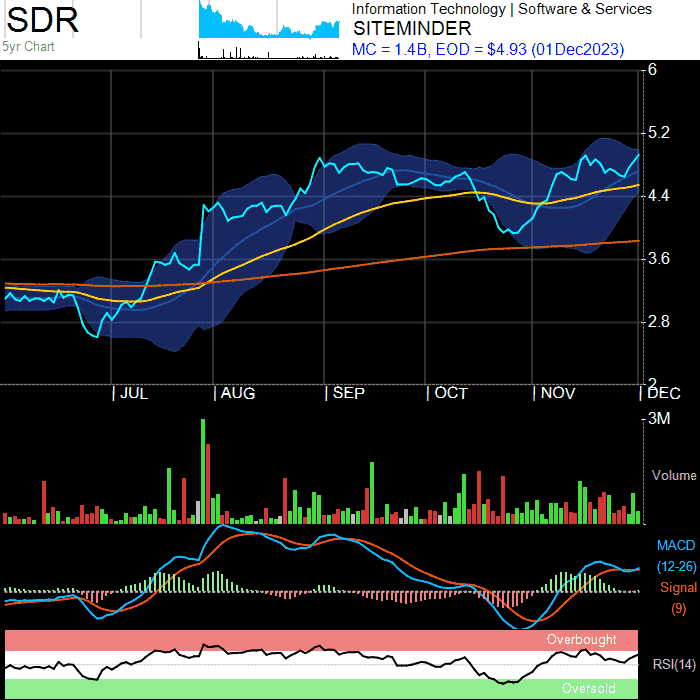 SDR
5yr Chart
Information Technology | Software & Services
SITEMINDER
MC = 1.4B, EOD = $4.93 (01Dec2023)
6
5.2
4.4
3.6
2.8
2
| JUL | AUG | SEP | OCT | NOV | DEC
3M
Volume
MACD
(12-26)
Signal
(9)
Overbought
RSI(14)
Oversold